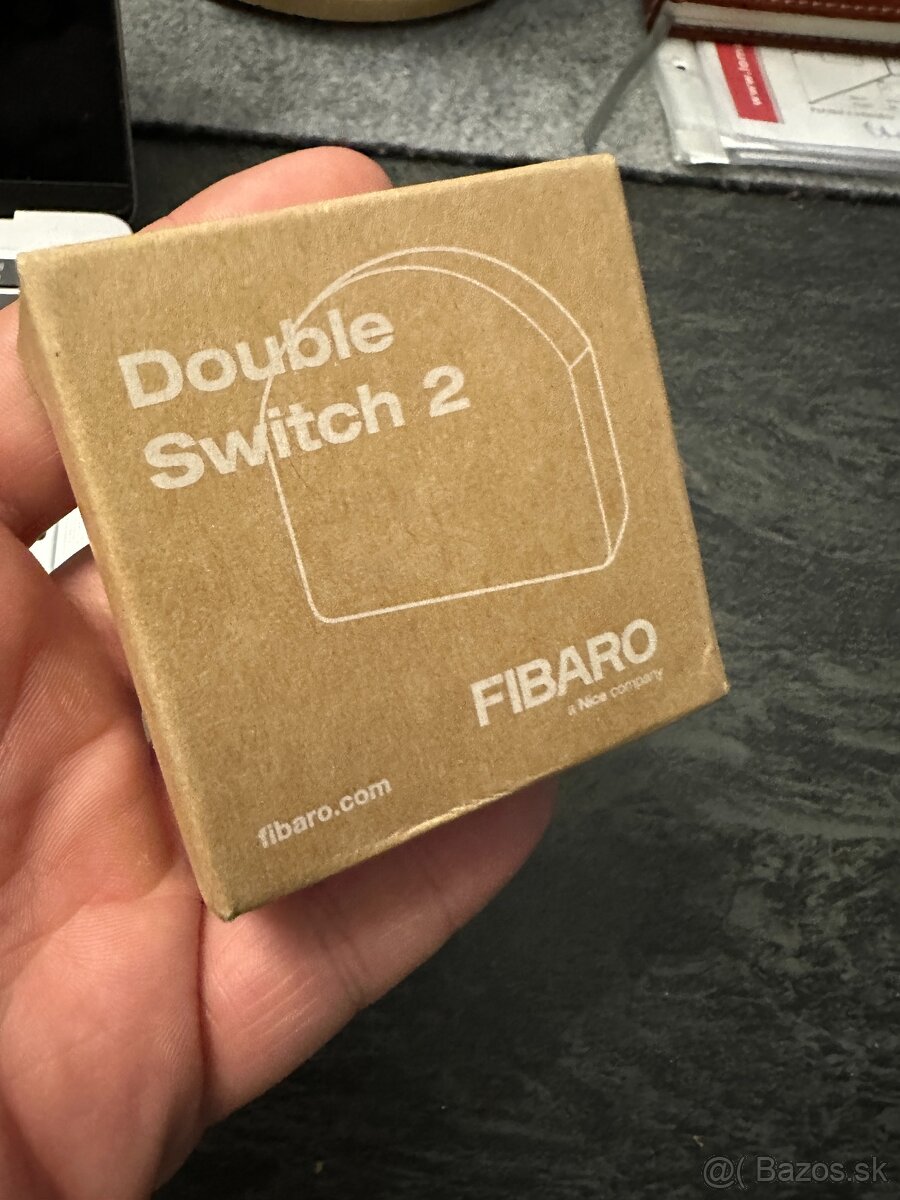 Double
Switch 2
FIBARO
a Nice company
fibaro.com
@( Bazos.sk